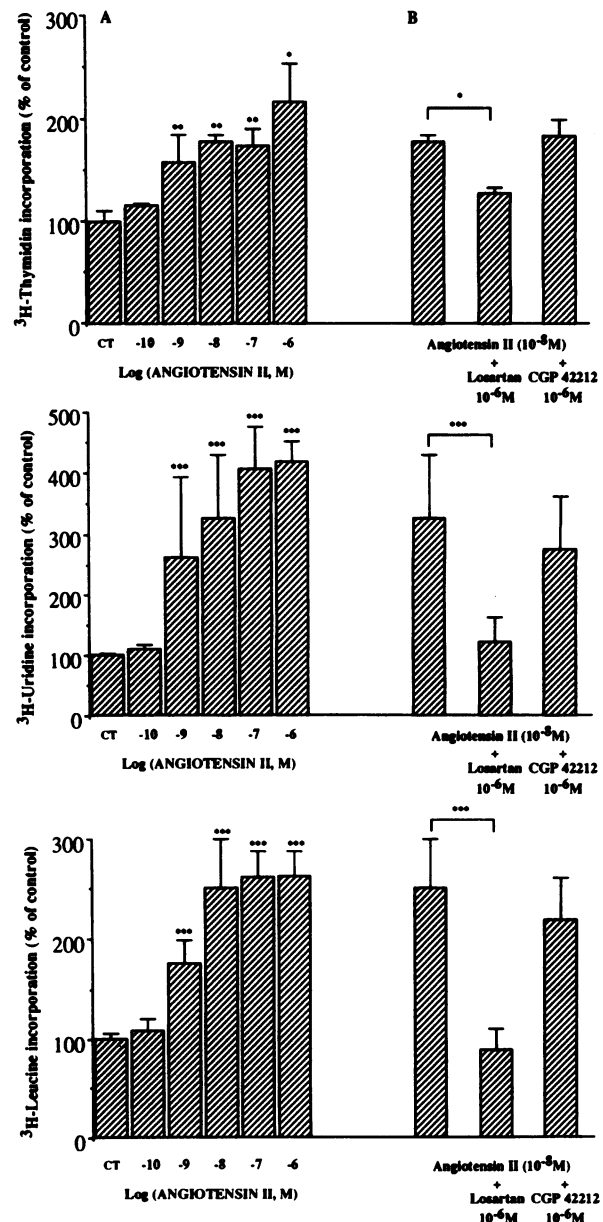 A
B
³H-Thymidin incorporation (% of control)
300
200
100
0
•• •• •• •
•
CT -10 -9 -8 -7 -6
Log (ANGIOTENSIN II, M)
Angiotensin II (10⁻⁸M)
+ +
Losartan CGP 42212
10⁻⁶M 10⁻⁶M
³H-Uridine incorporation (% of control)
500
400
300
200
100
0
••• ••• ••• •••
•••
CT -10 -9 -8 -7 -6
Log (ANGIOTENSIN II, M)
Angiotensin II (10⁻⁸M)
+ +
Losartan CGP 42212
10⁻⁶M 10⁻⁶M
³H-Leucine incorporation (% of control)
300
200
100
0
••• ••• ••• •••
•••
CT -10 -9 -8 -7 -6
Log (ANGIOTENSIN II, M)
Angiotensin II (10⁻⁸M)
+ +
Losartan CGP 42212
10⁻⁶M 10⁻⁶M